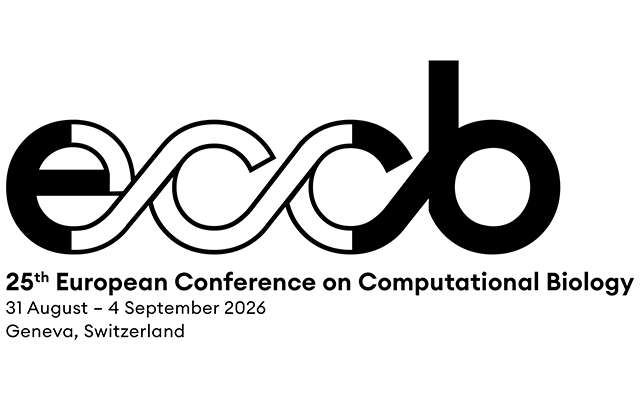 eccb
25th European Conference on Computational Biology
31 August – 4 September 2026
Geneva, Switzerland